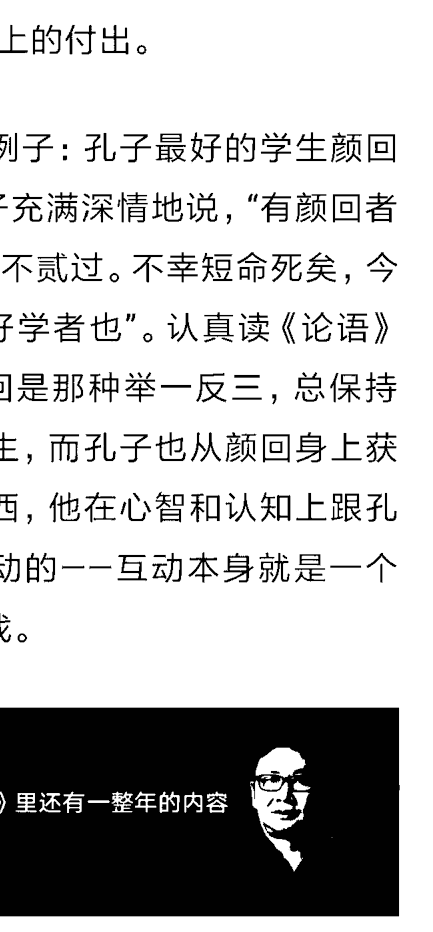 上的付出。
例子：孔子最好的学生颜回
子充满深情地说，“有颜回者
不贰过。不幸短命死矣，今
好学者也”。认真读《论语》
回是那种举一反三，总保持
生，而孔子也从颜回身上获
西，他在心智和认知上跟孔
动的——互动本身就是一个
我。
》里还有一整年的内容